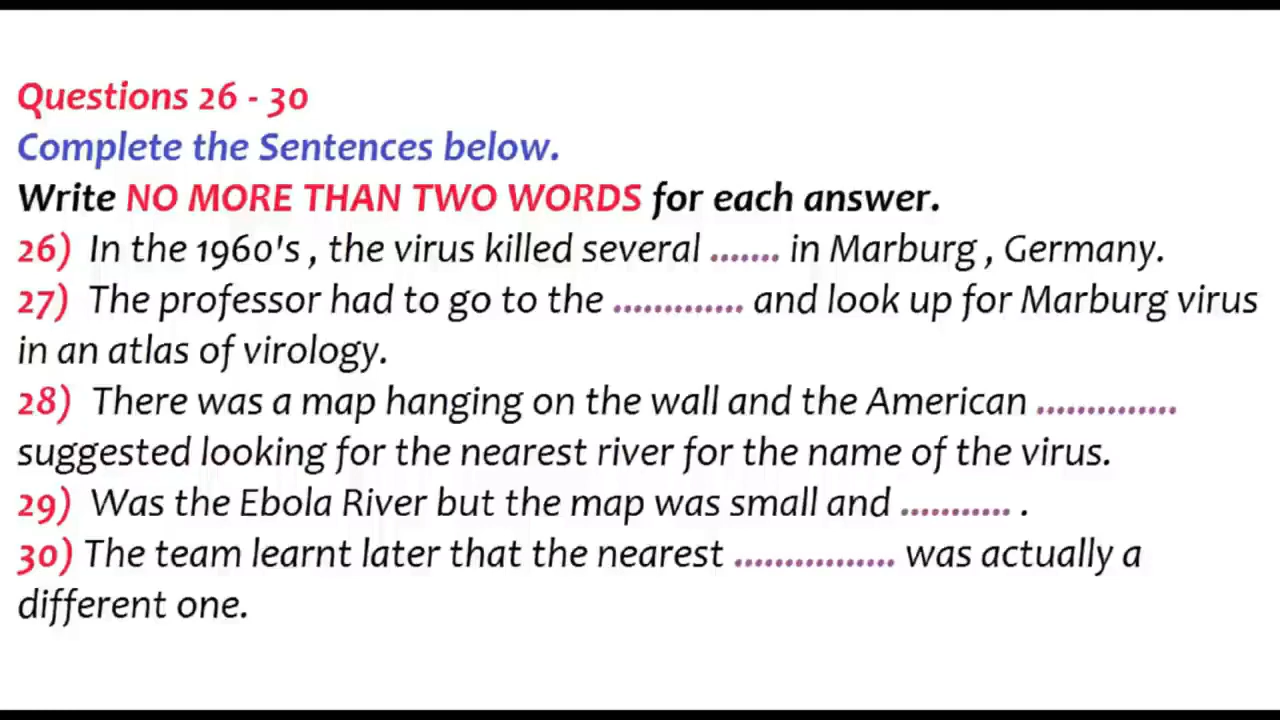 Questions 26 - 30
Complete the Sentences below.
Write NO MORE THAN TWO WORDS for each answer.
26) In the 1960's , the virus killed several ....... in Marburg , Germany.
27) The professor had to go to the ............. and look up for Marburg virus
in an atlas of virology.
28) There was a map hanging on the wall and the American ..............
suggested looking for the nearest river for the name of the virus.
29) Was the Ebola River but the map was small and ........... .
30) The team learnt later that the nearest ................ was actually a
different one.